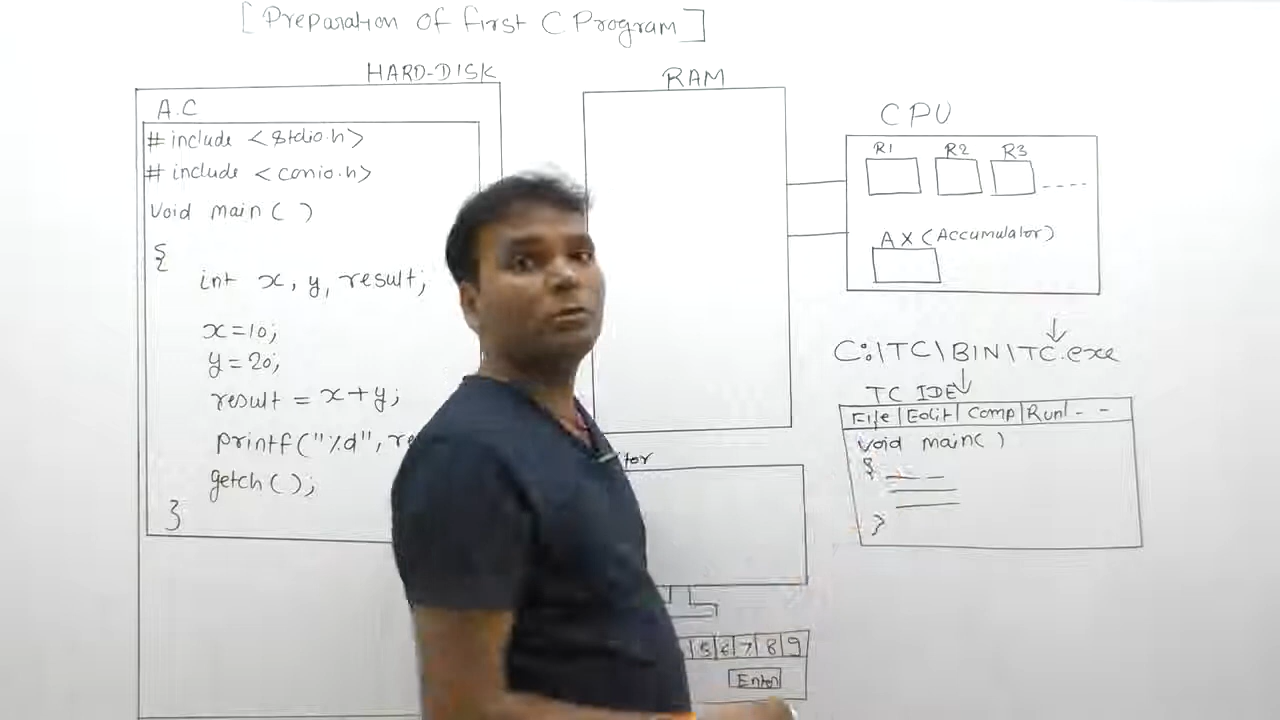 [Preparation of first C Program]
HARD-DISK
A.C
# include <stdio.h>
# include <conio.h>
void main( )
{
int x, y, result;
x=10;
y=20;
result = x+y;
printf("%d",
getch();
}
RAM
CPU
R1 R2 R3 ----
AX (Accumulator)
C:\TC\BIN\TC.exe
TC IDE
File | Edit | Comp | Run | - -
void main( )
{
}
5 6 7 8 9
Enter